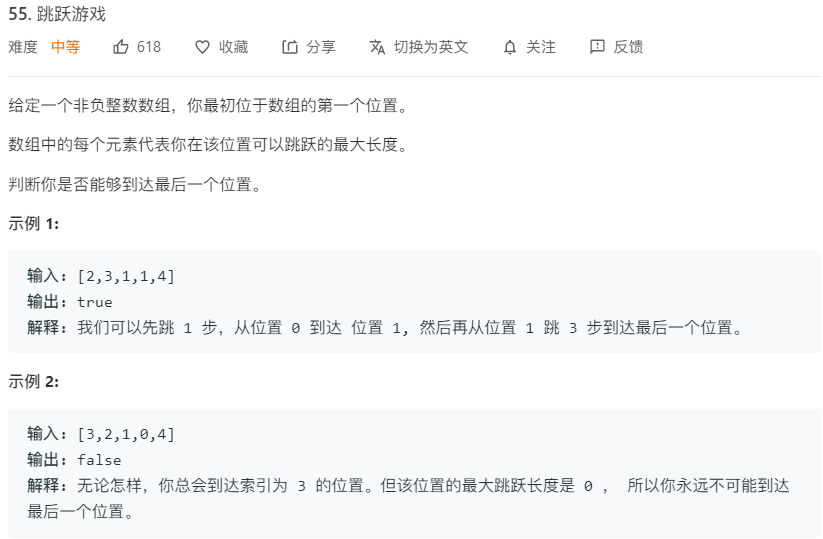 55. 跳跃游戏
难度 中等 618 收藏 分享 切换为英文 关注 反馈
给定一个非负整数数组，你最初位于数组的第一个位置。
数组中的每个元素代表你在该位置可以跳跃的最大长度。
判断你是否能够到达最后一个位置。
示例 1:
输入: [2,3,1,1,4]
输出: true
解释: 我们可以先跳 1 步，从位置 0 到达 位置 1, 然后再从位置 1 跳 3 步到达最后一个位置。
示例 2:
输入: [3,2,1,0,4]
输出: false
解释: 无论怎样，你总会到达索引为 3 的位置。但该位置的最大跳跃长度是 0 ， 所以你永远不可能到达
最后一个位置。